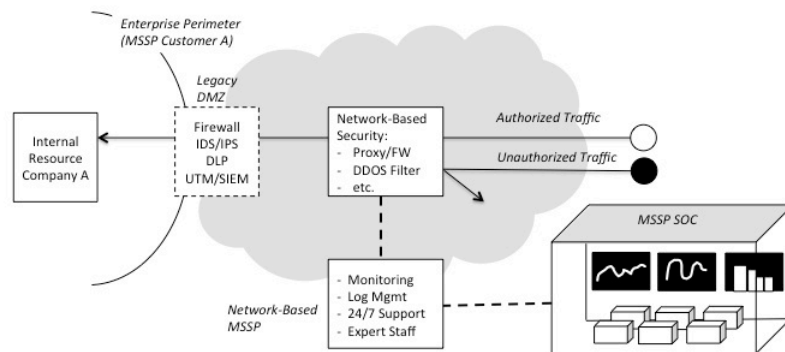 Enterprise Perimeter
(MSSP Customer A)
Legacy
DMZ
Internal
Resource
Company A
Firewall
IDS/IPS
DLP
UTM/SIEM
Network-Based
Security:
- Proxy/FW
- DDOS Filter
- etc.
Authorized Traffic
Unauthorized Traffic
MSSP SOC
Network-Based
MSSP
- Monitoring
- Log Mgmt
- 24/7 Support
- Expert Staff